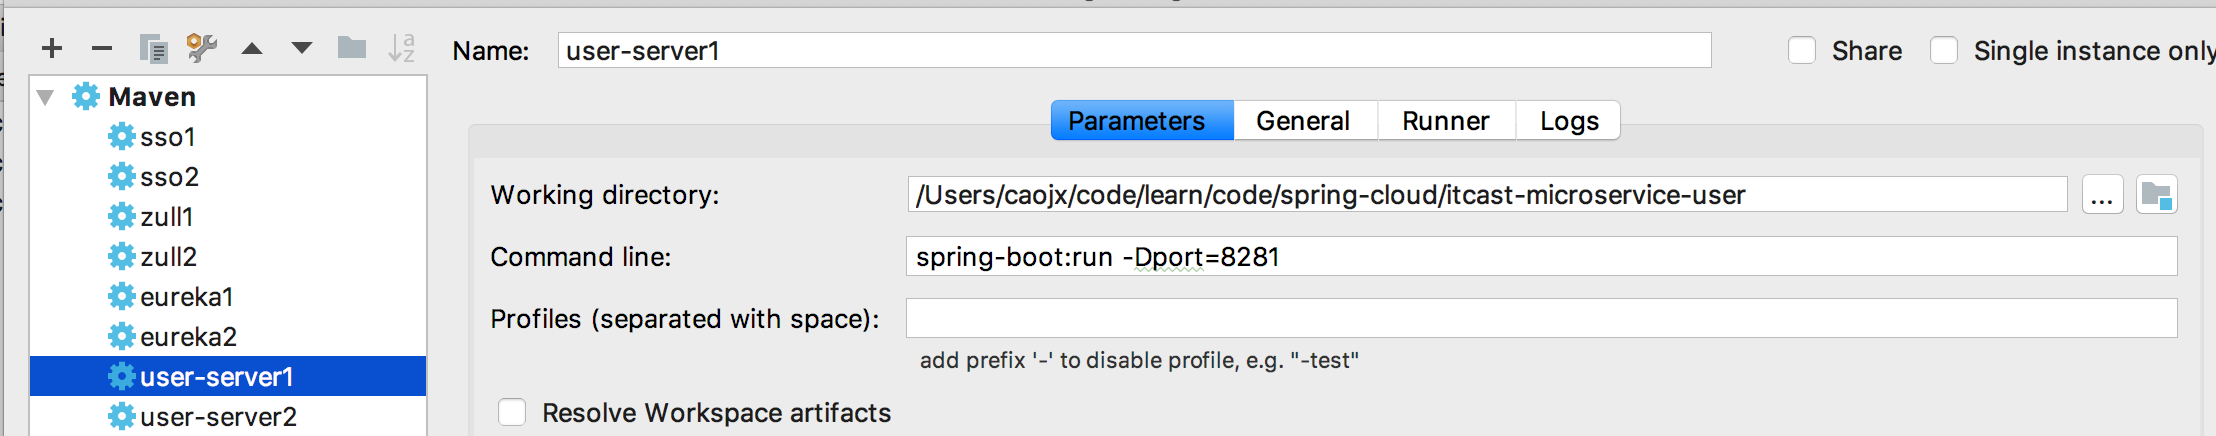 Name: user-server1 Share Single instance only
Maven
sso1
sso2
zull1
zull2
eureka1
eureka2
user-server1
user-server2
Parameters General Runner Logs
Working directory: /Users/caojx/code/learn/code/spring-cloud/itcast-microservice-user ...
Command line: spring-boot:run -Dport=8281
Profiles (separated with space):
add prefix '-' to disable profile, e.g. "-test"
Resolve Workspace artifacts